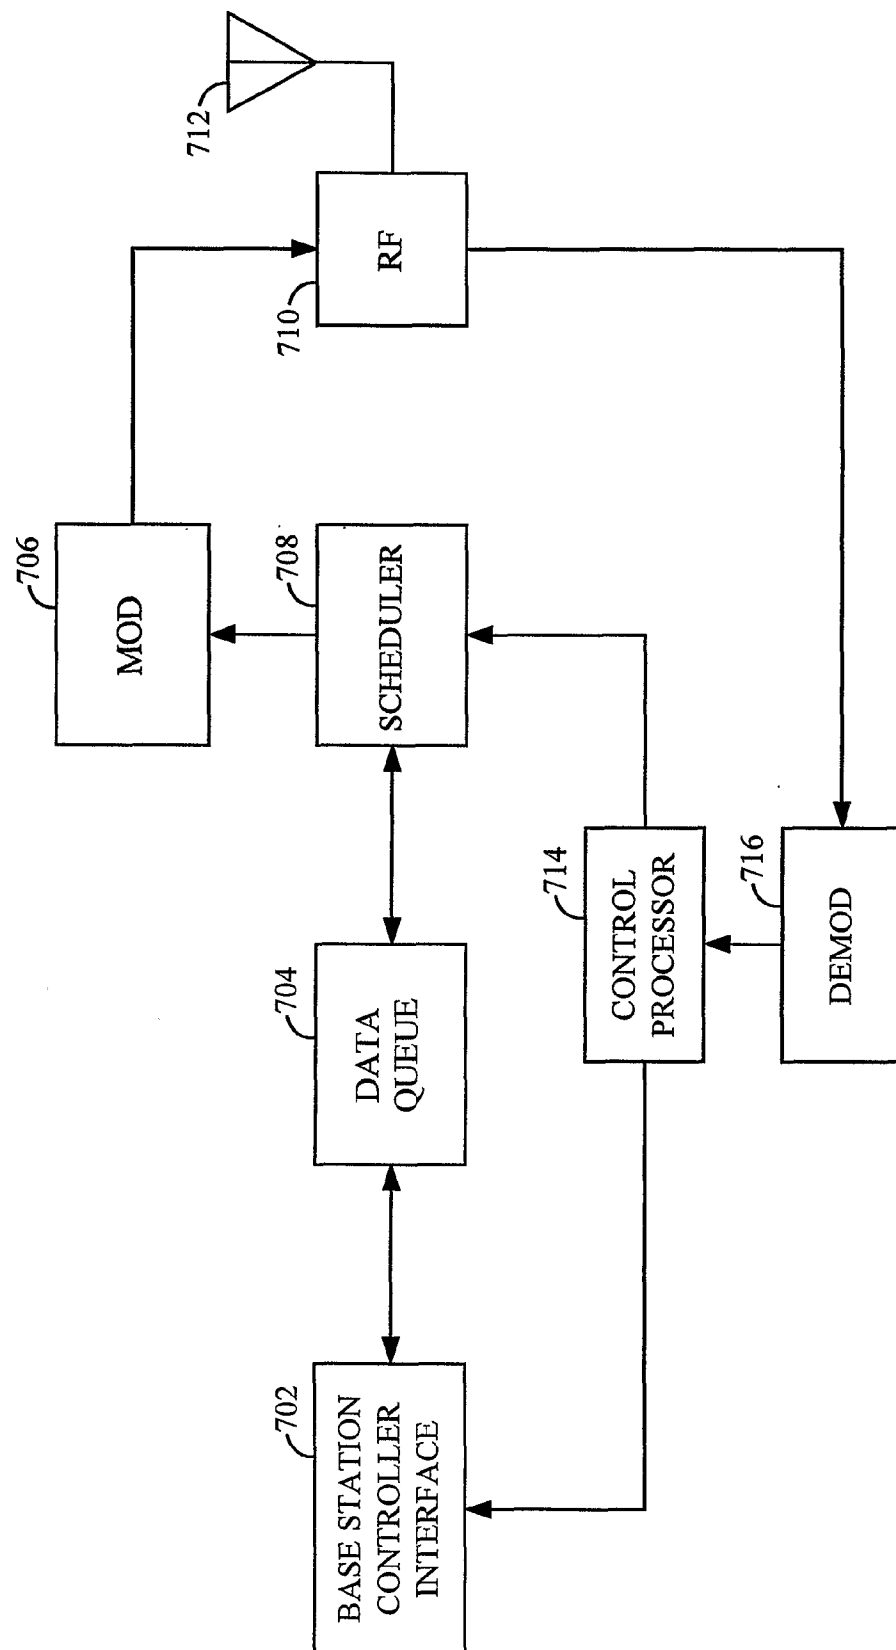 706
MOD
712
708
SCHEDULER
710
RF
704
DATA
QUEUE
702
BASE STATION
CONTROLLER
INTERFACE
714
CONTROL
PROCESSOR
716
DEMOD